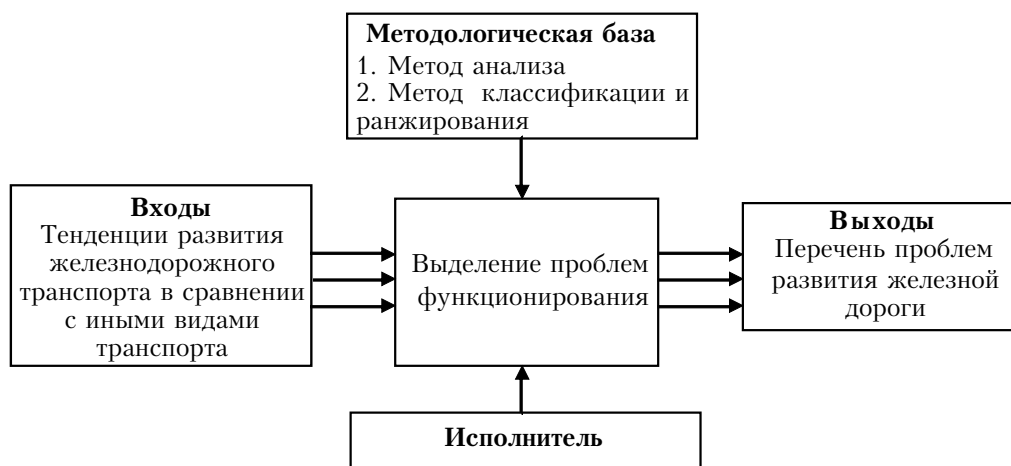 Методологическая база
1. Метод анализа
2. Метод классификации и
ранжирования
Входы
Тенденции развития
железнодорожного
транспорта в сравнении
с иными видами
транспорта
Выделение проблем
функционирования
Выходы
Перечень проблем
развития железной
дороги
Исполнитель